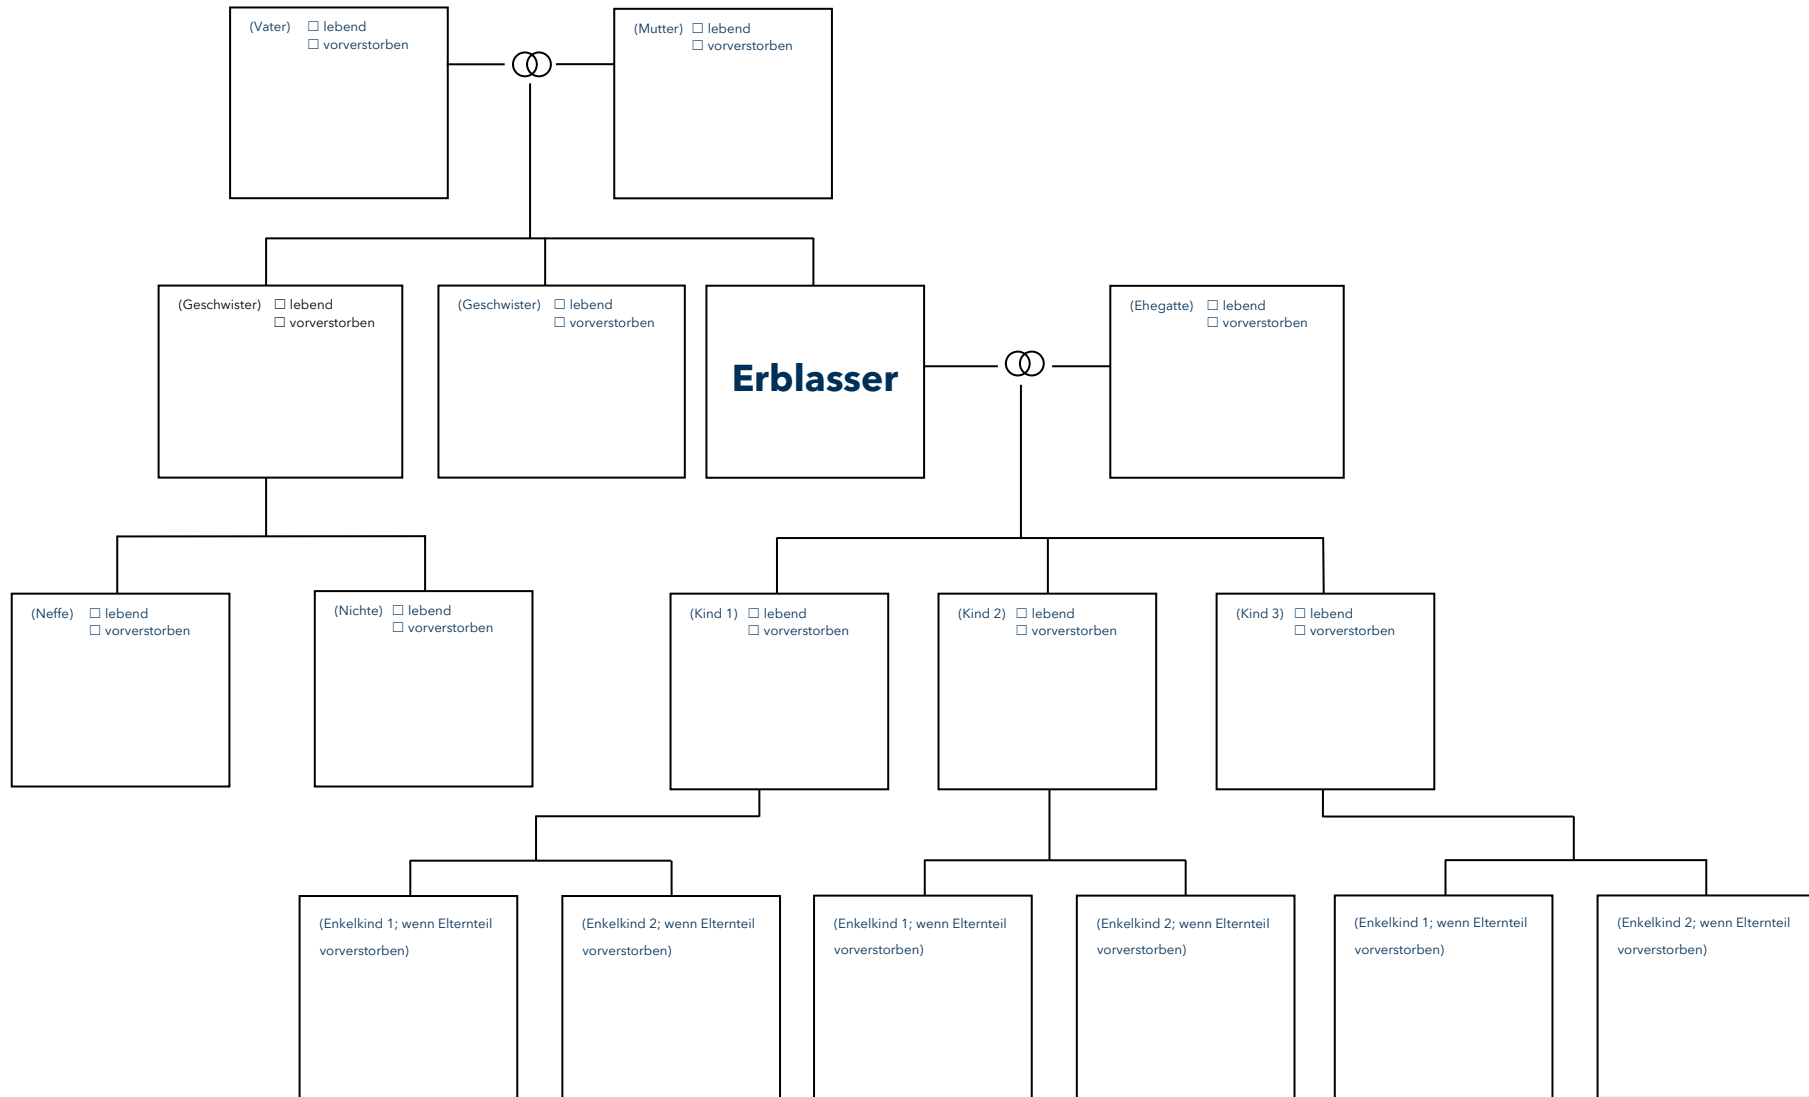 (Vater) ☐ lebend
☐ vorverstorben
(Mutter) ☐ lebend
☐ vorverstorben
(Geschwister) ☐ lebend
☐ vorverstorben
(Geschwister) ☐ lebend
☐ vorverstorben
Erblasser
(Ehegatte) ☐ lebend
☐ vorverstorben
(Neffe) ☐ lebend
☐ vorverstorben
(Nichte) ☐ lebend
☐ vorverstorben
(Kind 1) ☐ lebend
☐ vorverstorben
(Kind 2) ☐ lebend
☐ vorverstorben
(Kind 3) ☐ lebend
☐ vorverstorben
(Enkelkind 1; wenn Elternteil
vorverstorben)
(Enkelkind 2; wenn Elternteil
vorverstorben)
(Enkelkind 1; wenn Elternteil
vorverstorben)
(Enkelkind 2; wenn Elternteil
vorverstorben)
(Enkelkind 1; wenn Elternteil
vorverstorben)
(Enkelkind 2; wenn Elternteil
vorverstorben)